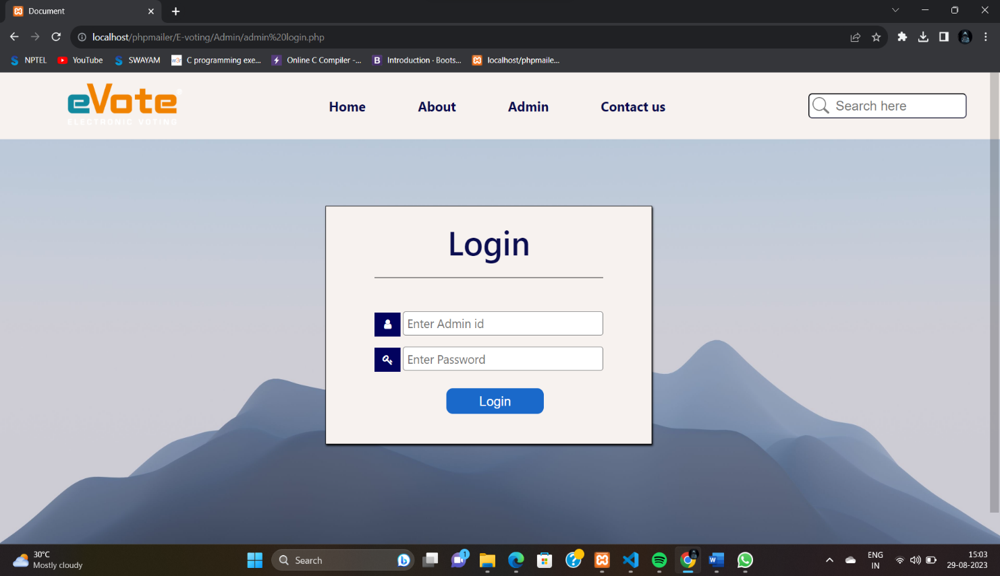 Document
localhost/phpmailer/E-voting/Admin/admin%20login.php
NPTEL
YouTube
SWAYAM
w3r
C programming exe...
Online C Compiler -...
B
Introduction · Boots...
localhost/phpmaile...
eVote
ELECTRONIC VOTING
Home
About
Admin
Contact us
Search here
Login
Enter Admin id
Enter Password
Login
30°C
Mostly cloudy
Search
1
W
ENG
IN
15:03
29-08-2023